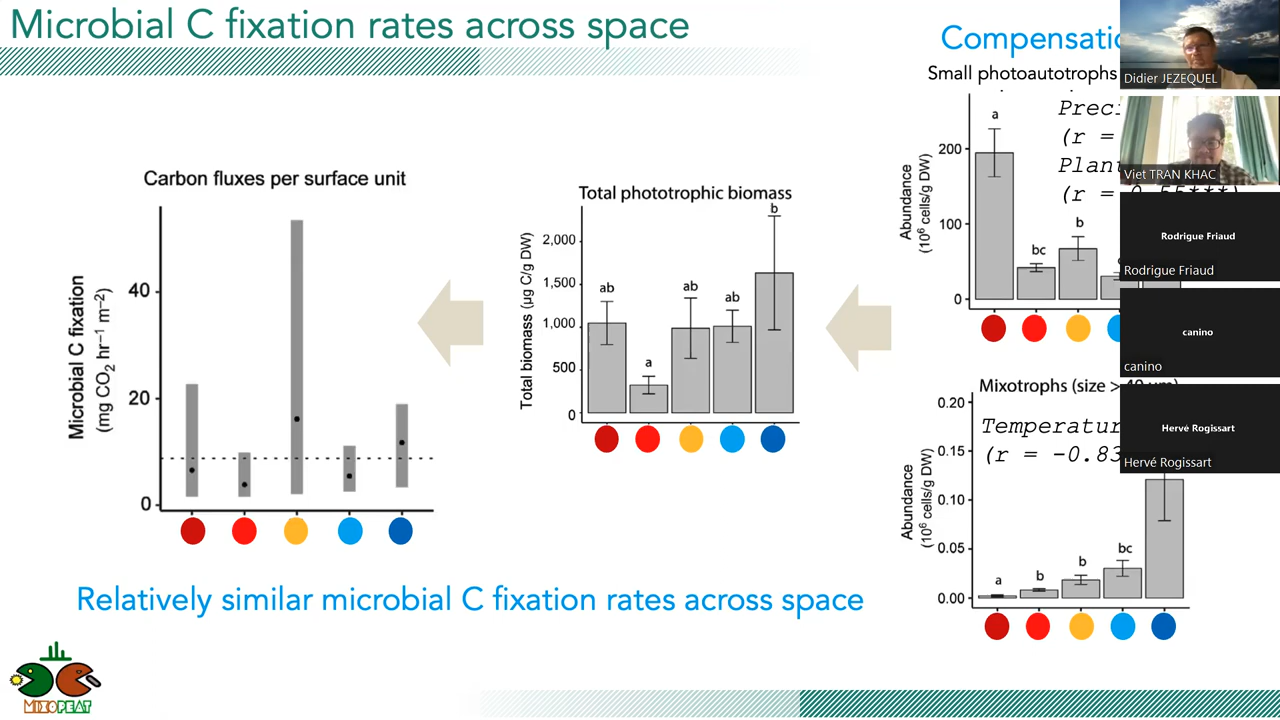 Microbial C fixation rates across space
Carbon fluxes per surface unit
Microbial C fixation
(mg CO₂ hr⁻¹ m⁻²)
40
20
0
Total phototrophic biomass
Total biomass (µg C/g DW)
2,000
1,500
1,000
500
0
ab
a
ab
ab
b
Small photoautotrophs
Abundance
(10⁶ cells/g DW)
200
100
0
a
bc
b
(r =
(r =
Mixotrophs (size >
Abundance
(10⁶ cells/g DW)
0.20
0.15
0.10
0.05
0.00
(r = -0.83
a
b
b
bc
Relatively similar microbial C fixation rates across space
MIXOPEAT
Didier JEZEQUEL
Viet TRAN KHAC
Rodrigue Friaud
Rodrigue Friaud
canino
canino
Hervé Rogissart
Hervé Rogissart